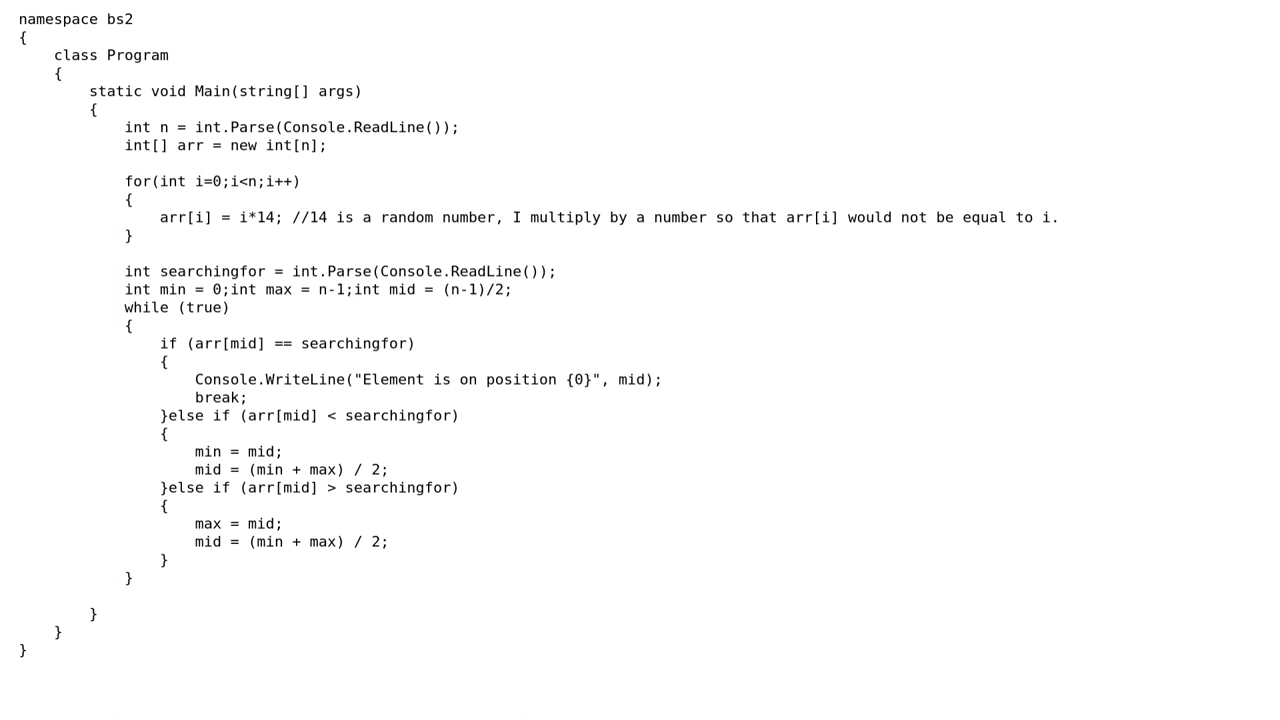 namespace bs2
{
    class Program
    {
        static void Main(string[] args)
        {
            int n = int.Parse(Console.ReadLine());
            int[] arr = new int[n];

            for(int i=0;i<n;i++)
            {
                arr[i] = i*14; //14 is a random number, I multiply by a number so that arr[i] would not be equal to i.
            }

            int searchingfor = int.Parse(Console.ReadLine());
            int min = 0;int max = n-1;int mid = (n-1)/2;
            while (true)
            {
                if (arr[mid] == searchingfor)
                {
                    Console.WriteLine("Element is on position {0}", mid);
                    break;
                }else if (arr[mid] < searchingfor)
                {
                    min = mid;
                    mid = (min + max) / 2;
                }else if (arr[mid] > searchingfor)
                {
                    max = mid;
                    mid = (min + max) / 2;
                }
            }

        }
    }
}